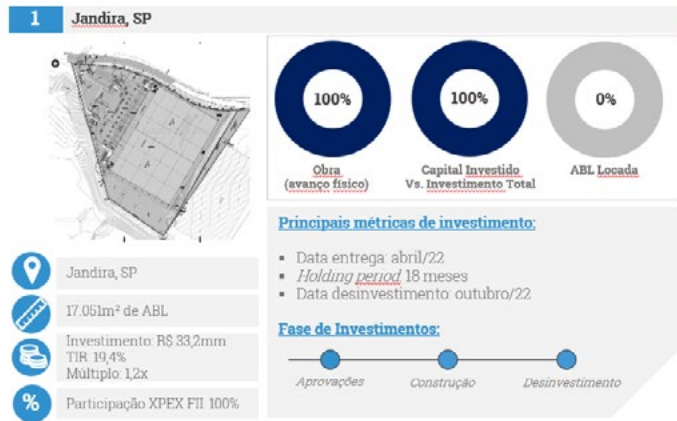 1 Jandira, SP
100% 100% 0%
Obra
(avanço físico)
Capital Investido
Vs. Investimento Total
ABL Locada
Jandira, SP
17.051m² de ABL
Investimento: R$ 33,2mm
TIR: 19,4%
Múltiplo: 1,2x
% Participação XPEX FII: 100%
Principais métricas de investimento:
▪ Data entrega: abril/22
▪ Holding period: 18 meses
▪ Data desinvestimento: outubro/22
Fase de Investimentos:
Aprovações Construção Desinvestimento